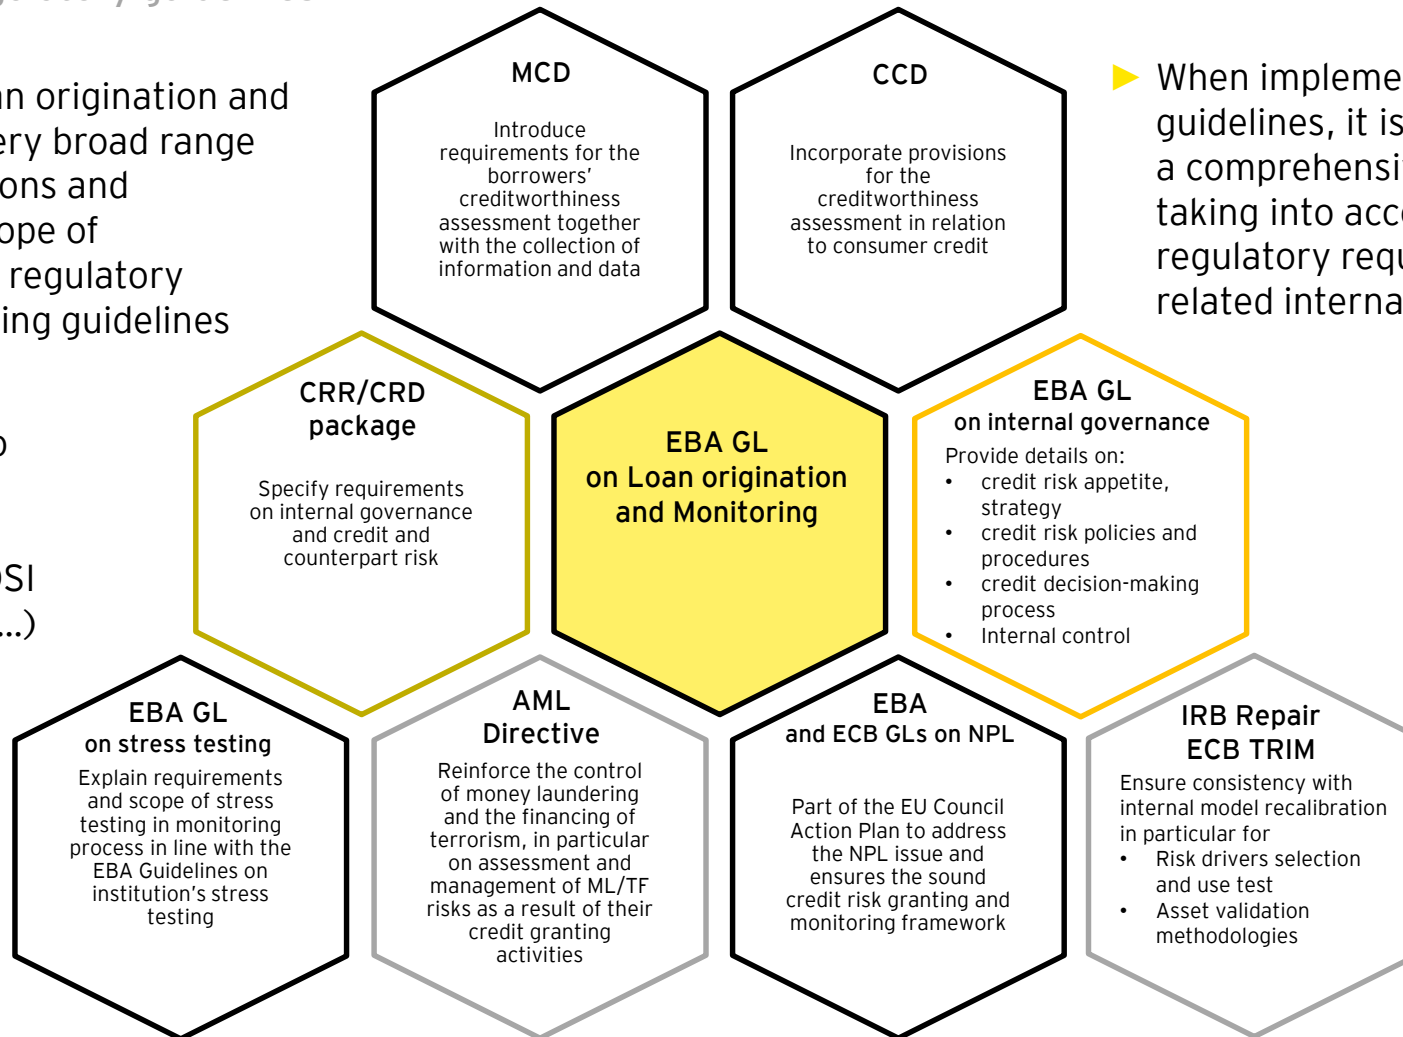 an origination and
ery broad range
ons and
ope of
regulatory
ing guidelines
SI
...)
MCD
Introduce
requirements for the
borrowers’
creditworthiness
assessment together
with the collection of
information and data
CCD
Incorporate provisions
for the
creditworthiness
assessment in relation
to consumer credit
► When impleme
guidelines, it is
a comprehensi
taking into acc
regulatory requ
related interna
CRR/CRD
package
Specify requirements
on internal governance
and credit and
counterpart risk
EBA GL
on Loan origination
and Monitoring
EBA GL
on internal governance
Provide details on:
• credit risk appetite,
strategy
• credit risk policies and
procedures
• credit decision-making
process
• Internal control
EBA GL
on stress testing
Explain requirements
and scope of stress
testing in monitoring
process in line with the
EBA Guidelines on
institution’s stress
testing
AML
Directive
Reinforce the control
of money laundering
and the financing of
terrorism, in particular
on assessment and
management of ML/TF
risks as a result of their
credit granting
activities
EBA
and ECB GLs on NPL
Part of the EU Council
Action Plan to address
the NPL issue and
ensures the sound
credit risk granting and
monitoring framework
IRB Repair
ECB TRIM
Ensure consistency with
internal model recalibration
in particular for
• Risk drivers selection
and use test
• Asset validation
methodologies